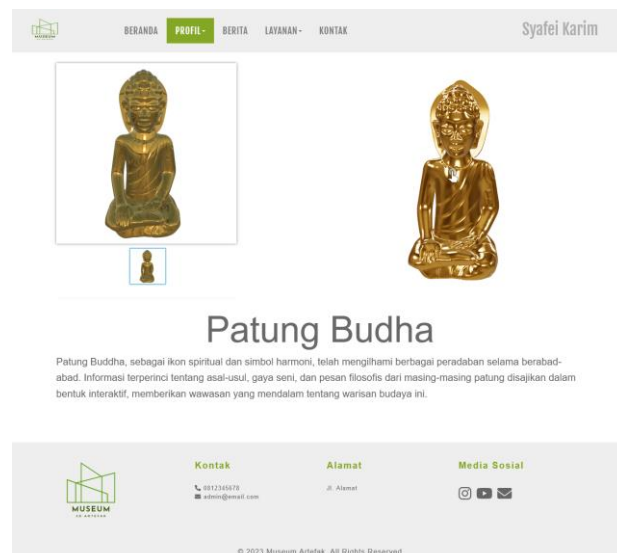 MUSEUM
BERANDA PROFIL BERITA LAYANAN KONTAK
Syafei Karim
Patung Budha
Patung Buddha, sebagai ikon spiritual dan simbol harmoni, telah mengilhami berbagai peradaban selama berabad-
abad. Informasi terperinci tentang asal-usul, gaya seni, dan pesan filosofis dari masing-masing patung disajikan dalam
bentuk interaktif, memberikan wawasan yang mendalam tentang warisan budaya ini.
MUSEUM
Kontak
0812345678
admin@email.com
Alamat
Jl. Alamat
Media Sosial
© 2023 Museum Artefak. All Rights Reserved